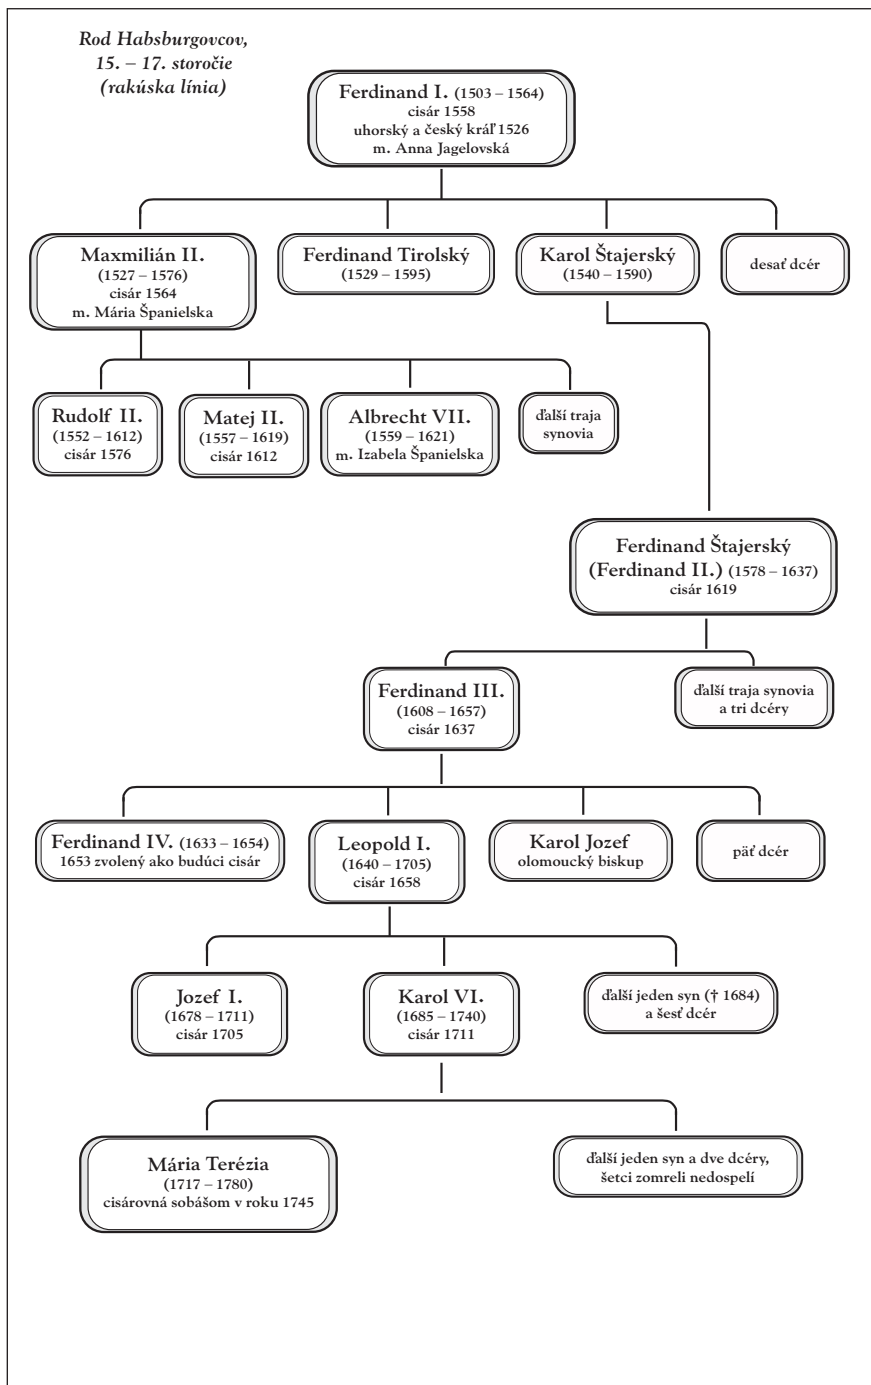 Rod Habsburgovcov,
15. – 17. storočie
(rakúska línia)
Ferdinand I. (1503 – 1564)
cisár 1558
uhorský a český kráľ 1526
m. Anna Jagelovská
Maxmilián II.
(1527 – 1576)
cisár 1564
m. Mária Španielska
Ferdinand Tirolský
(1529 – 1595)
Karol Štajerský
(1540 – 1590)
desať dcér
Rudolf II.
(1552 – 1612)
cisár 1576
Matej II.
(1557 – 1619)
cisár 1612
Albrecht VII.
(1559 – 1621)
m. Izabela Španielska
ďalší traja
synovia
Ferdinand Štajerský
(Ferdinand II.) (1578 – 1637)
cisár 1619
Ferdinand III.
(1608 – 1657)
cisár 1637
ďalší traja synovia
a tri dcéry
Ferdinand IV. (1633 – 1654)
1653 zvolený ako budúci cisár
Leopold I.
(1640 – 1705)
cisár 1658
Karol Jozef
olomoucký biskup
päť dcér
Jozef I.
(1678 – 1711)
cisár 1705
Karol VI.
(1685 – 1740)
cisár 1711
ďalší jeden syn († 1684)
a šesť dcér
Mária Terézia
(1717 – 1780)
cisárovná sobášom v roku 1745
ďalší jeden syn a dve dcéry,
šetci zomreli nedospelí